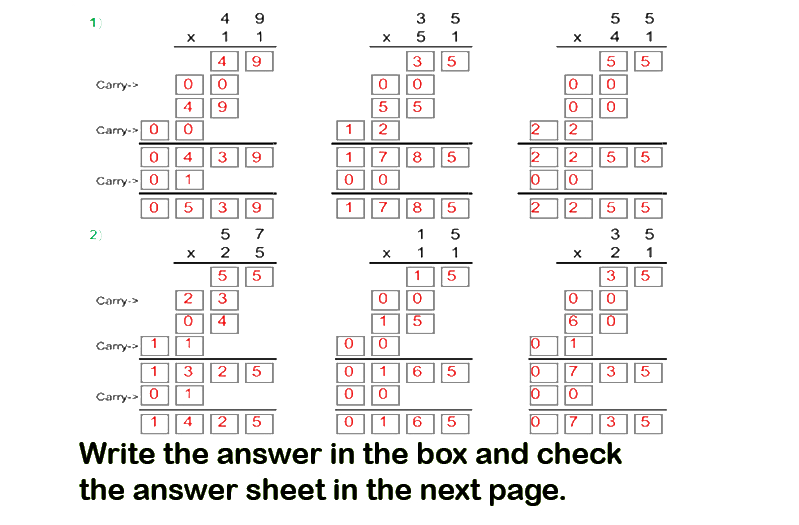 1) 4 9 3 5 5 5
x 1 1 x 5 1 x 4 1
4 9 3 5 5 5
Carry-> 0 0 0 0 0 0
4 9 5 5 0 0
Carry-> 0 0 1 2 2 2
0 4 3 9 1 7 8 5 2 2 5 5
Carry-> 0 1 0 0 0 0
0 5 3 9 1 7 8 5 2 2 5 5
2) 5 7 1 5 3 5
x 2 5 x 1 1 x 2 1
5 5 1 5 3 5
Carry-> 2 3 0 0 0 0
0 4 1 5 6 0
Carry-> 1 1 0 0 0 1
1 3 2 5 0 1 6 5 0 7 3 5
Carry-> 0 1 0 0 0 0
1 4 2 5 0 1 6 5 0 7 3 5
Write the answer in the box and check
the answer sheet in the next page.